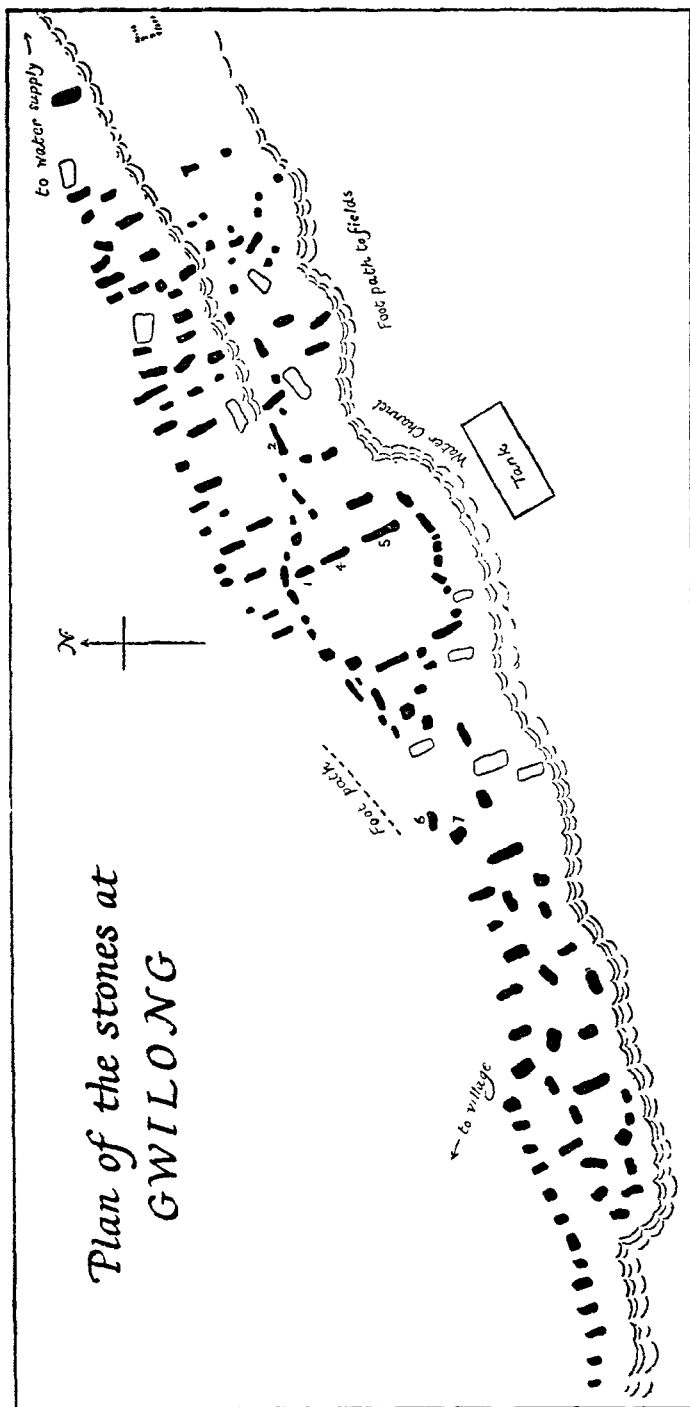 Plan of the stones at
GWILONG
N
to water supply →
Foot path to fields
Water Channel
Tank
Foot path
← to village
1
2
4
5
6
7